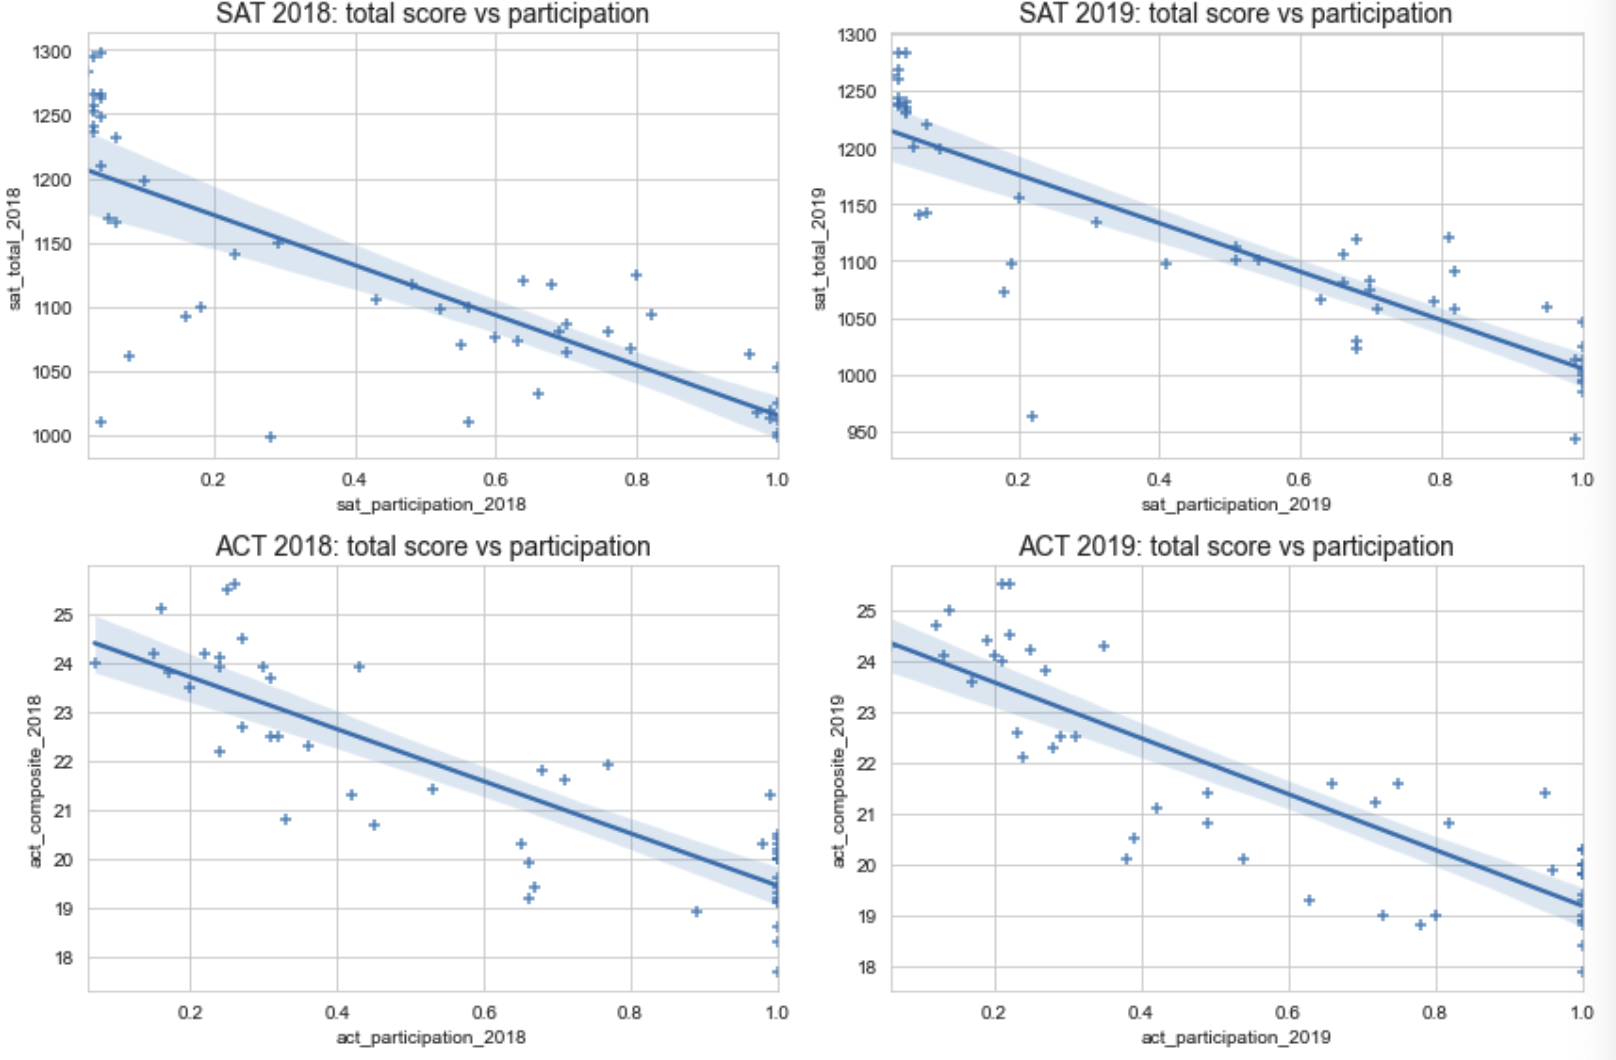 SAT 2018: total score vs participation
1300
1250
1200
1150
1100
1050
1000
sat_total_2018
0.2 0.4 0.6 0.8 1.0
sat_participation_2018
SAT 2019: total score vs participation
1300
1250
1200
1150
1100
1050
1000
950
sat_total_2019
0.2 0.4 0.6 0.8 1.0
sat_participation_2019
ACT 2018: total score vs participation
25
24
23
22
21
20
19
18
act_composite_2018
0.2 0.4 0.6 0.8 1.0
act_participation_2018
ACT 2019: total score vs participation
25
24
23
22
21
20
19
18
act_composite_2019
0.2 0.4 0.6 0.8 1.0
act_participation_2019